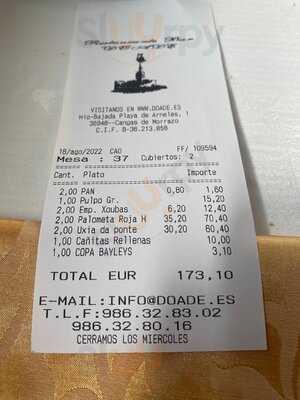 Restaurante Bar
DOADE
VISITANOS EN WWW.DOADE.ES
Hio-Bajada Playa de Arneles, 1
36948--Cangas de Morrazo
C.I.F. B-36.213.858
18/ago/2022 CAO FF/ 109594
Mesa : 37 Cubiertos: 2
Cant. Plato Importe
2,00 PAN 0,80 1,60
1,00 Pulpo Gr. 15,20
2,00 Emp. Xoubas 6,20 12,40
2,00 Palometa Roja H 35,20 70,40
2,00 Uxia da ponte 30,20 60,40
1,00 Cañitas Rellenas 10,00
1,00 COPA BAYLEYS 3,10
TOTAL EUR 173,10
E-MAIL:INFO@DOADE.ES
T.L.F:986.32.83.02
986.32.80.16
CERRAMOS LOS MIERCOLES